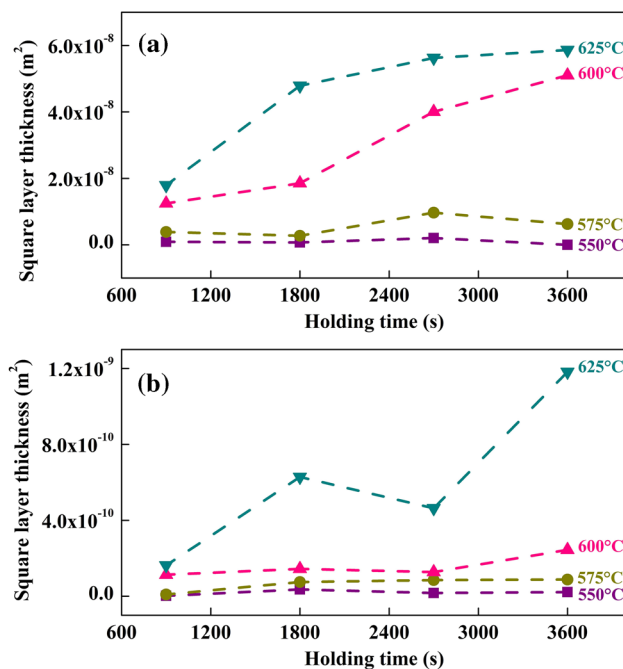 (a)
Square layer thickness (m²)
6.0x10⁻⁸
4.0x10⁻⁸
2.0x10⁻⁸
0.0
625°C
600°C
575°C
550°C
600 1200 1800 2400 3000 3600
Holding time (s)
(b)
Square layer thickness (m²)
1.2x10⁻⁹
8.0x10⁻¹⁰
4.0x10⁻¹⁰
0.0
625°C
600°C
575°C
550°C
600 1200 1800 2400 3000 3600
Holding time (s)